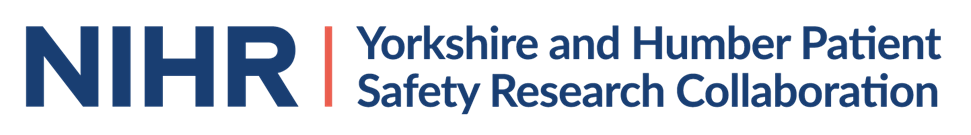 NIHR
Yorkshire and Humber Patient
Safety Research Collaboration